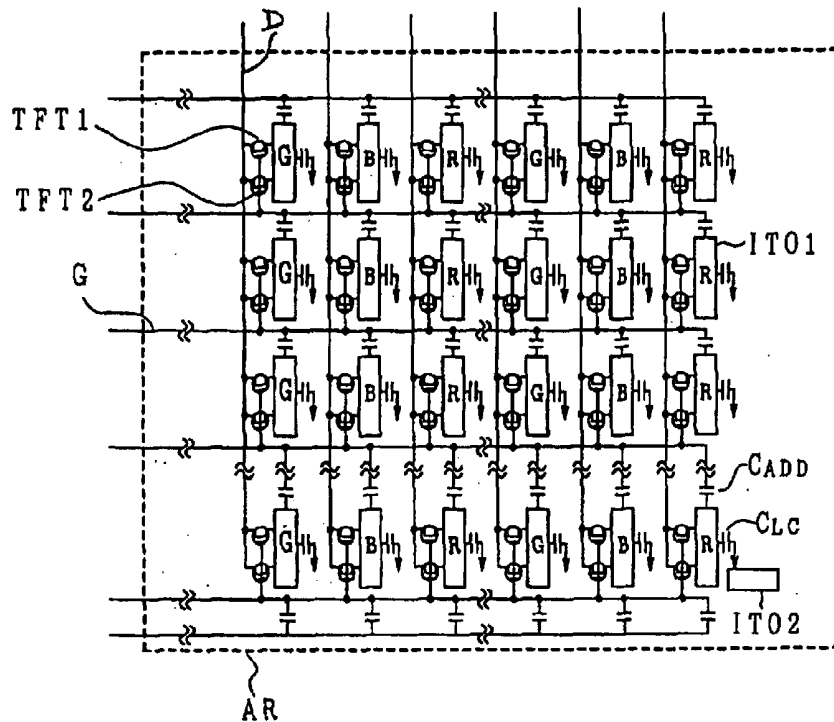 D
TFT1
G B R G B R
TFT2
G B R G B R
ITO1
G
G B R G B R
CADD
G B R G B R
CLC
ITO2
AR